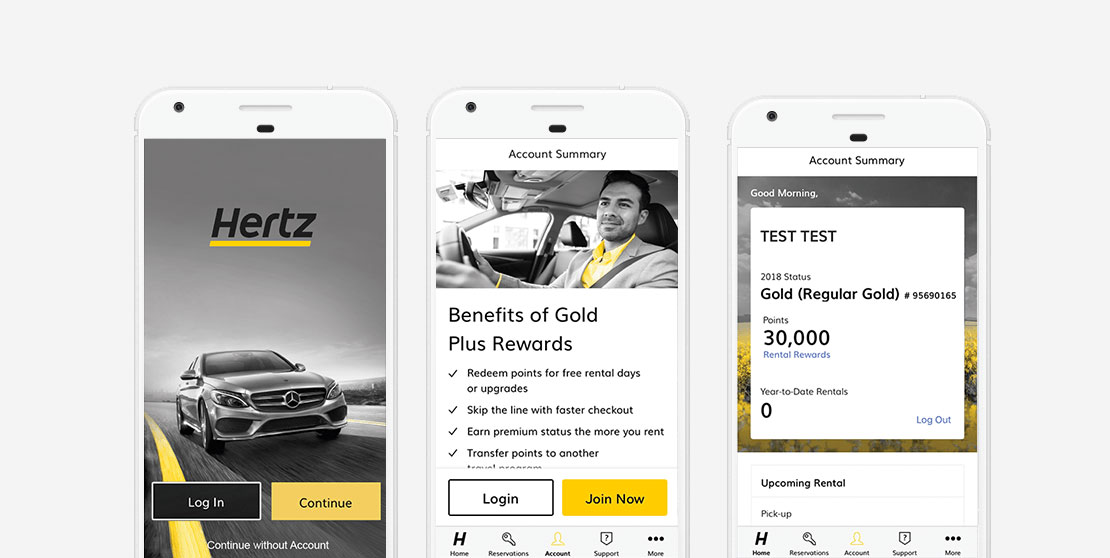 Hertz
Log In
Continue
Continue without Account
Account Summary
Benefits of Gold
Plus Rewards
Redeem points for free rental days
or upgrades
Skip the line with faster checkout
Earn premium status the more you rent
Transfer points to another
travel program
Login
Join Now
H
Home
Reservations
Account
?
Support
More
Account Summary
Good Morning,
TEST TEST
2018 Status
Gold (Regular Gold) # 95690165
Points
30,000
Rental Rewards
Year-to-Date Rentals
0
Log Out
Upcoming Rental
Pick-up
H
Home
Reservations
Account
?
Support
More